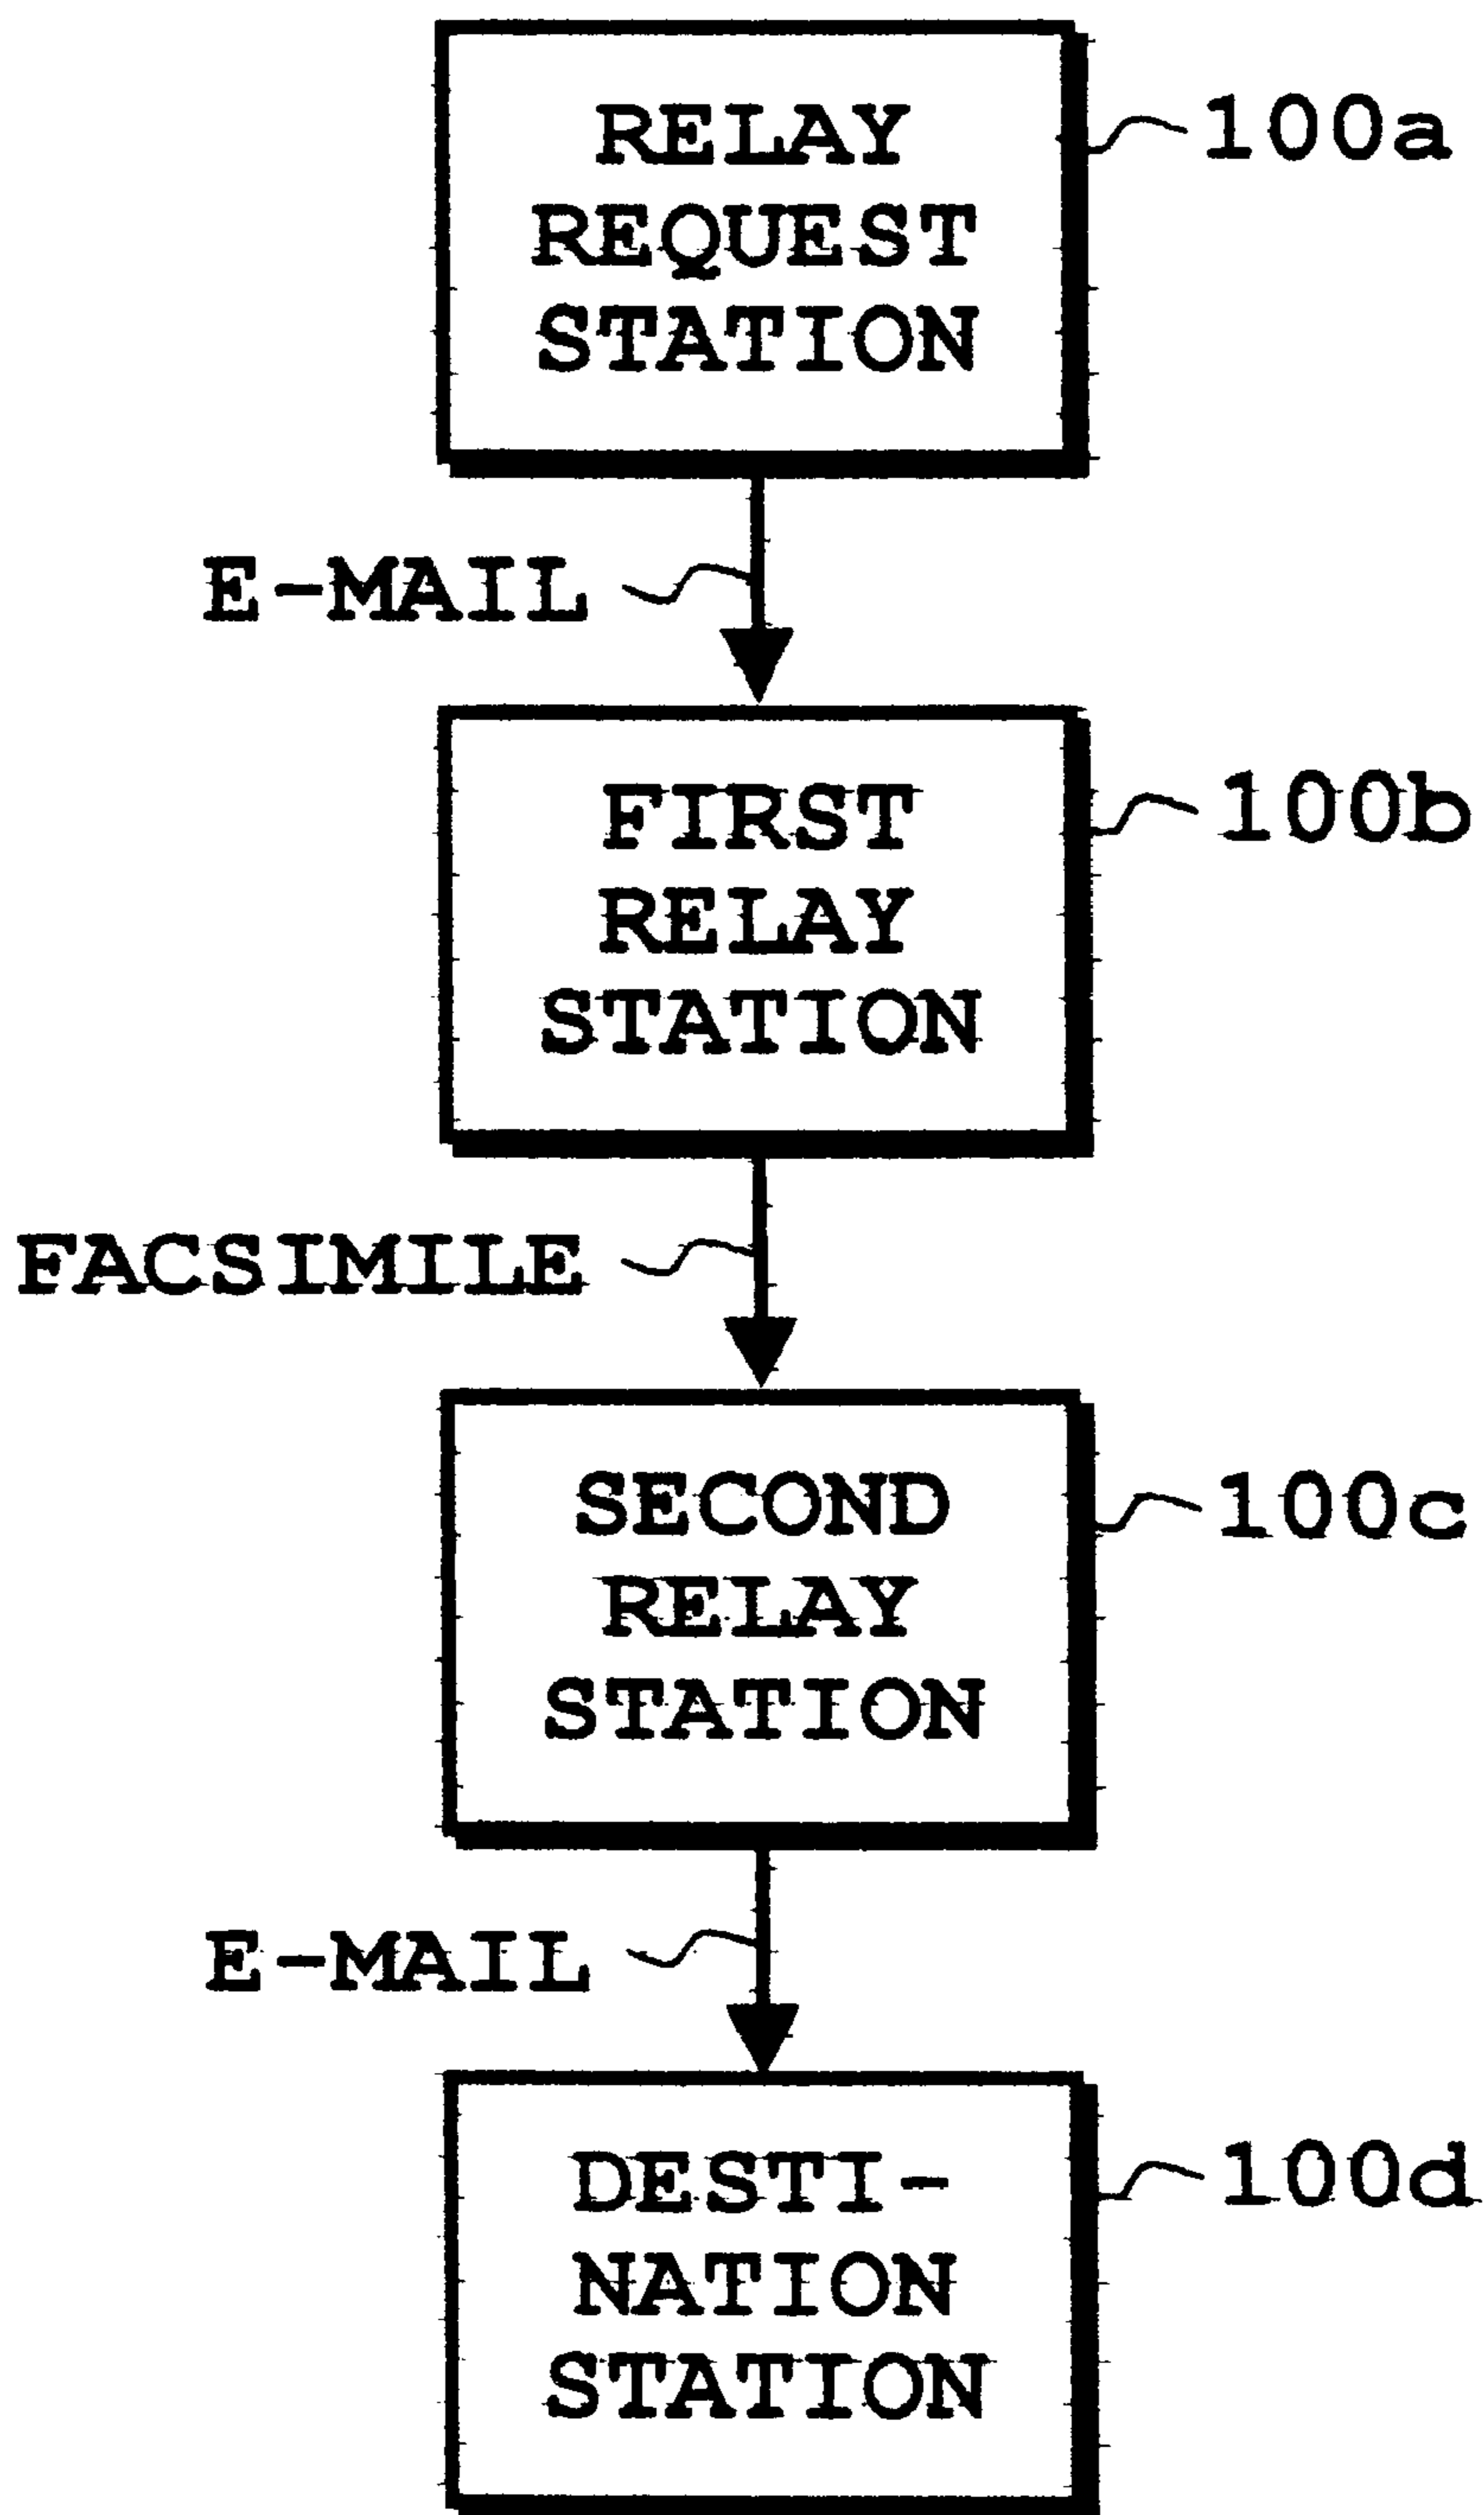 RELAY 100a
REQUEST
STATION
E-MAIL
FIRST 100b
RELAY
STATION
FACSIMILE
SECOND 100c
RELAY
STATION
E-MAIL
DESTI- 100d
NATION
STATION